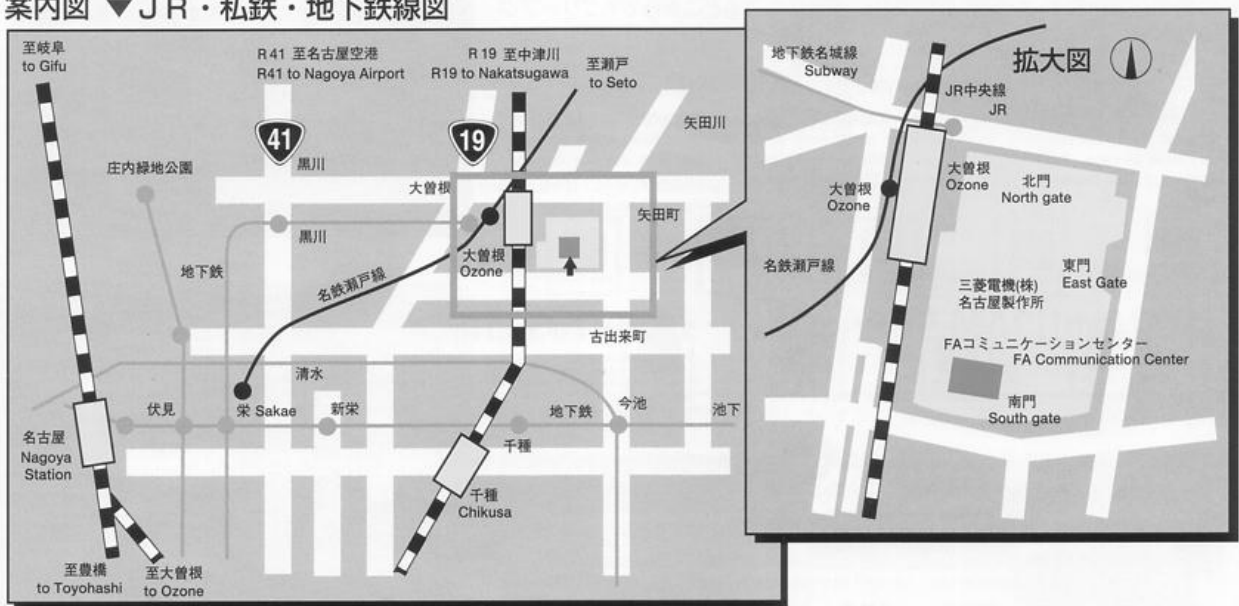 案内図 ▼JR・私鉄・地下鉄線図
至岐阜
to Gifu
R 41 至名古屋空港
R41 to Nagoya Airport
R 19 至中津川
R19 to Nakatsugawa
至瀬戸
to Seto
矢田川
41
19
黒川
庄内緑地公園
大曽根
矢田町
黒川
地下鉄
大曽根
Ozone
名鉄瀬戸線
古出来町
清水
伏見
栄 Sakae
新栄
地下鉄
今池
池下
名古屋
Nagoya
Station
千種
千種
Chikusa
至豊橋
to Toyohashi
至大曽根
to Ozone
拡大図
地下鉄名城線
Subway
JR中央線
JR
大曽根
Ozone
大曽根
Ozone
北門
North gate
名鉄瀬戸線
東門
East Gate
三菱電機(株)
名古屋製作所
FAコミュニケーションセンター
FA Communication Center
南門
South gate